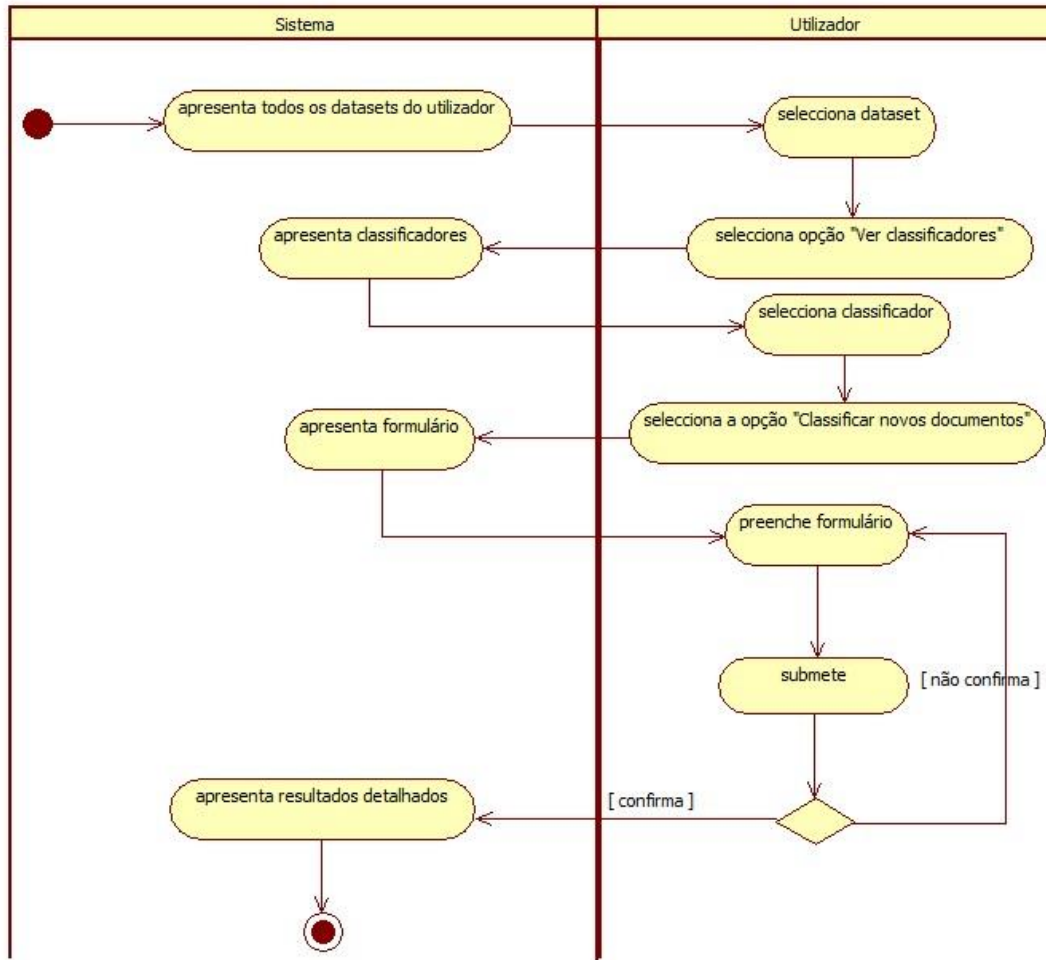 Sistema
Utilizador
apresenta todos os datasets do utilizador
selecciona dataset
selecciona opção "Ver classificadores"
apresenta classificadores
selecciona classificador
selecciona a opção "Classificar novos documentos"
apresenta formulário
preenche formulário
submete
[ não confirma ]
[ confirma ]
apresenta resultados detalhados